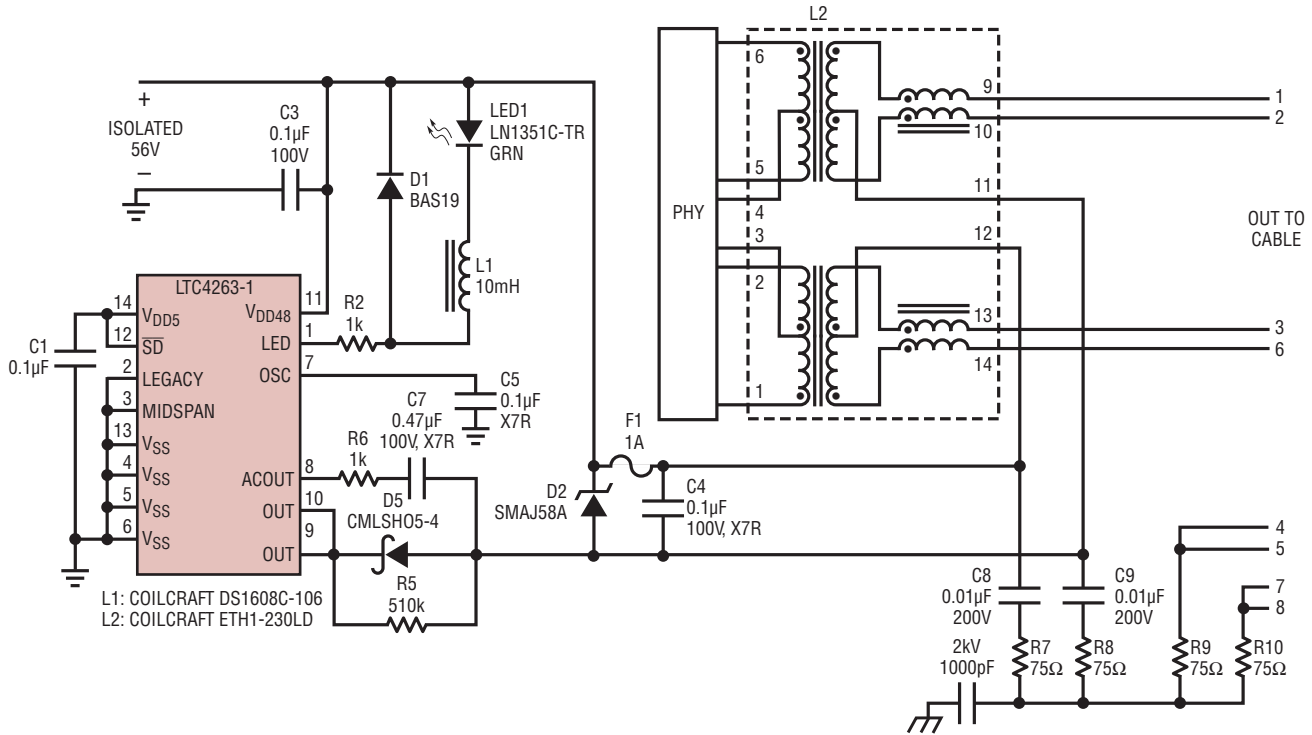 L2
+
ISOLATED
56V
–
C3
0.1µF
100V
LED1
LN1351C-TR
GRN
D1
BAS19
L1
10mH
R2
1k
LTC4263-1
14
VDD5
12
SD
2
LEGACY
3
MIDSPAN
13
VSS
4
VSS
5
VSS
6
VSS
VDD48
11
LED
1
OSC
7
ACOUT
8
OUT
10
OUT
9
C1
0.1µF
C5
0.1µF
X7R
C7
0.47µF
100V, X7R
R6
1k
D5
CMLSH05-4
R5
510k
L1: COILCRAFT DS1608C-106
L2: COILCRAFT ETH1-230LD
PHY
6
5
4
3
2
1
9
10
11
12
13
14
1
2
OUT TO
CABLE
3
6
F1
1A
D2
SMAJ58A
C4
0.1µF
100V, X7R
4
5
7
8
C8
0.01µF
200V
C9
0.01µF
200V
2kV
1000pF
R7
75Ω
R8
75Ω
R9
75Ω
R10
75Ω